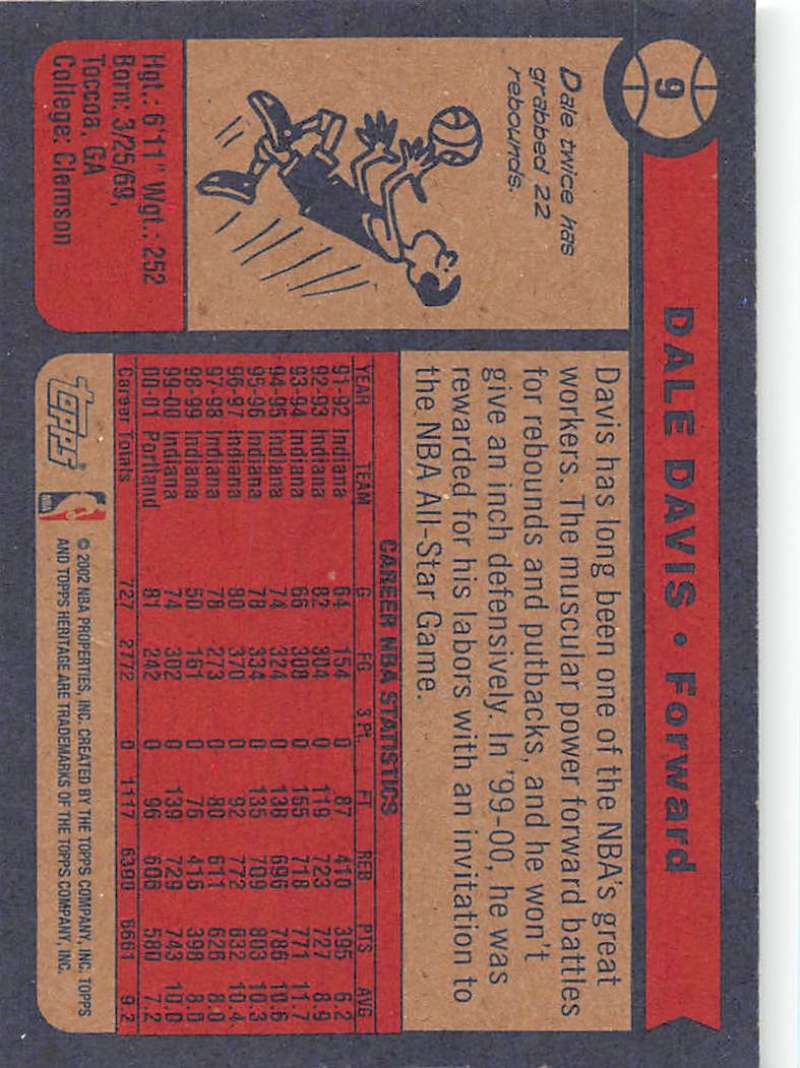 9
DALE DAVIS • Forward
Dale twice has
grabbed 22
rebounds.
Hgt.: 6'11" Wgt.: 252
Born: 3/25/69,
Toccoa, GA
College: Clemson
Davis has long been one of the NBA's great
workers. The muscular power forward battles
for rebounds and putbacks, and he won't
give an inch defensively. In '99-00, he was
rewarded for his labors with an invitation to
the NBA All-Star Game.
CAREER NBA STATISTICS
YEAR TEAM G FG 3 Pt. FT REB PTS AVG
91-92 Indiana 64 154 0 87 410 395 6.2
92-93 Indiana 82 304 0 119 723 727 8.9
93-94 Indiana 66 308 0 155 718 771 11.7
94-95 Indiana 74 324 0 138 696 786 10.6
95-96 Indiana 78 334 0 135 709 803 10.3
96-97 Indiana 80 370 0 92 772 832 10.4
97-98 Indiana 78 273 0 80 611 626 8.0
98-99 Indiana 50 161 0 76 416 398 8.0
99-00 Indiana 74 302 0 139 729 743 10.0
00-01 Portland 81 242 0 96 606 580 7.2
Career Totals 727 2772 0 1117 6390 6661 9.2
Topps®
© 2002 NBA PROPERTIES, INC. CREATED BY THE TOPPS COMPANY, INC. TOPPS
AND TOPPS HERITAGE ARE TRADEMARKS OF THE TOPPS COMPANY, INC.